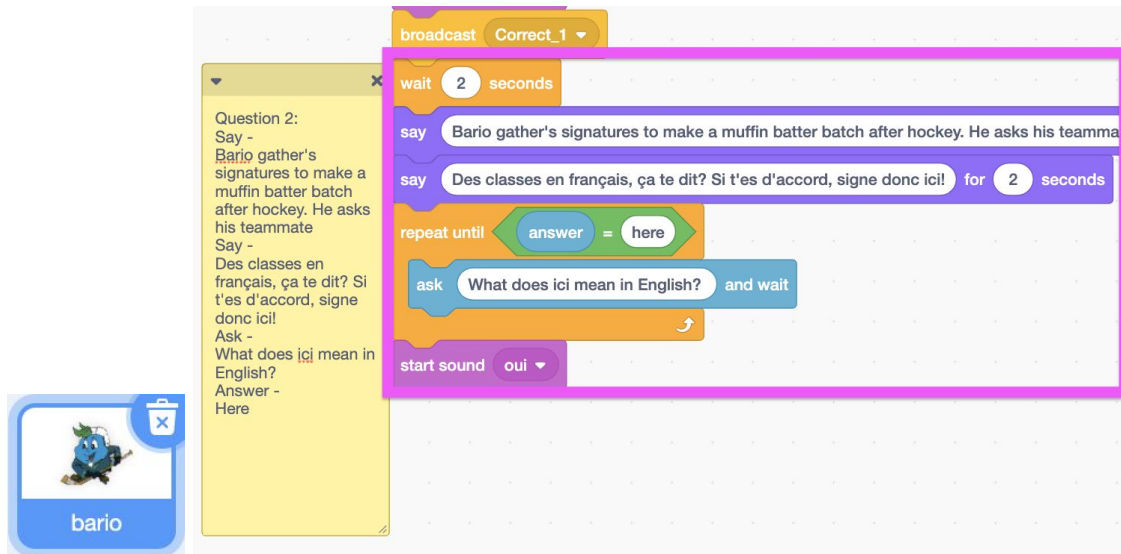 broadcast Correct_1
wait 2 seconds
say Bario gather's signatures to make a muffin batter batch after hockey. He asks his teamma
say Des classes en français, ça te dit? Si t'es d'accord, signe donc ici! for 2 seconds
repeat until answer = here
ask What does ici mean in English? and wait
start sound oui
Question 2:
Say -
Bario gather's
signatures to make a
muffin batter batch
after hockey. He asks
his teammate
Say -
Des classes en
français, ça te dit? Si
t'es d'accord, signe
donc ici!
Ask -
What does ici mean in
English?
Answer -
Here
bario